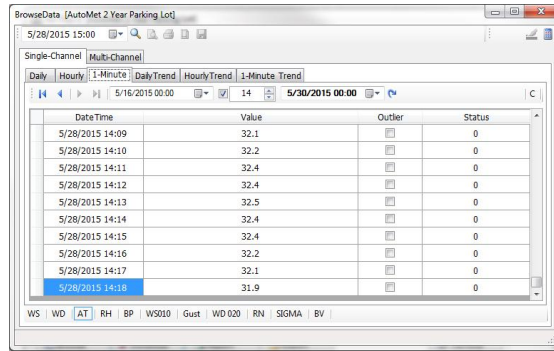 BrowseData [AutoMet 2 Year Parking Lot]
5/28/2015 15:00
Single-Channel Multi-Channel
Daily Hourly 1-Minute DailyTrend HourlyTrend 1-Minute Trend
5/16/2015 00:00 14 5/30/2015 00:00 C
DateTime Value Outlier Status
5/28/2015 14:09 32.1 0
5/28/2015 14:10 32.2 0
5/28/2015 14:11 32.4 0
5/28/2015 14:12 32.4 0
5/28/2015 14:13 32.5 0
5/28/2015 14:14 32.4 0
5/28/2015 14:15 32.4 0
5/28/2015 14:16 32.2 0
5/28/2015 14:17 32.1 0
5/28/2015 14:18 31.9 0
WS WD AT RH BP WS010 Gust WD 020 RN SIGMA BV